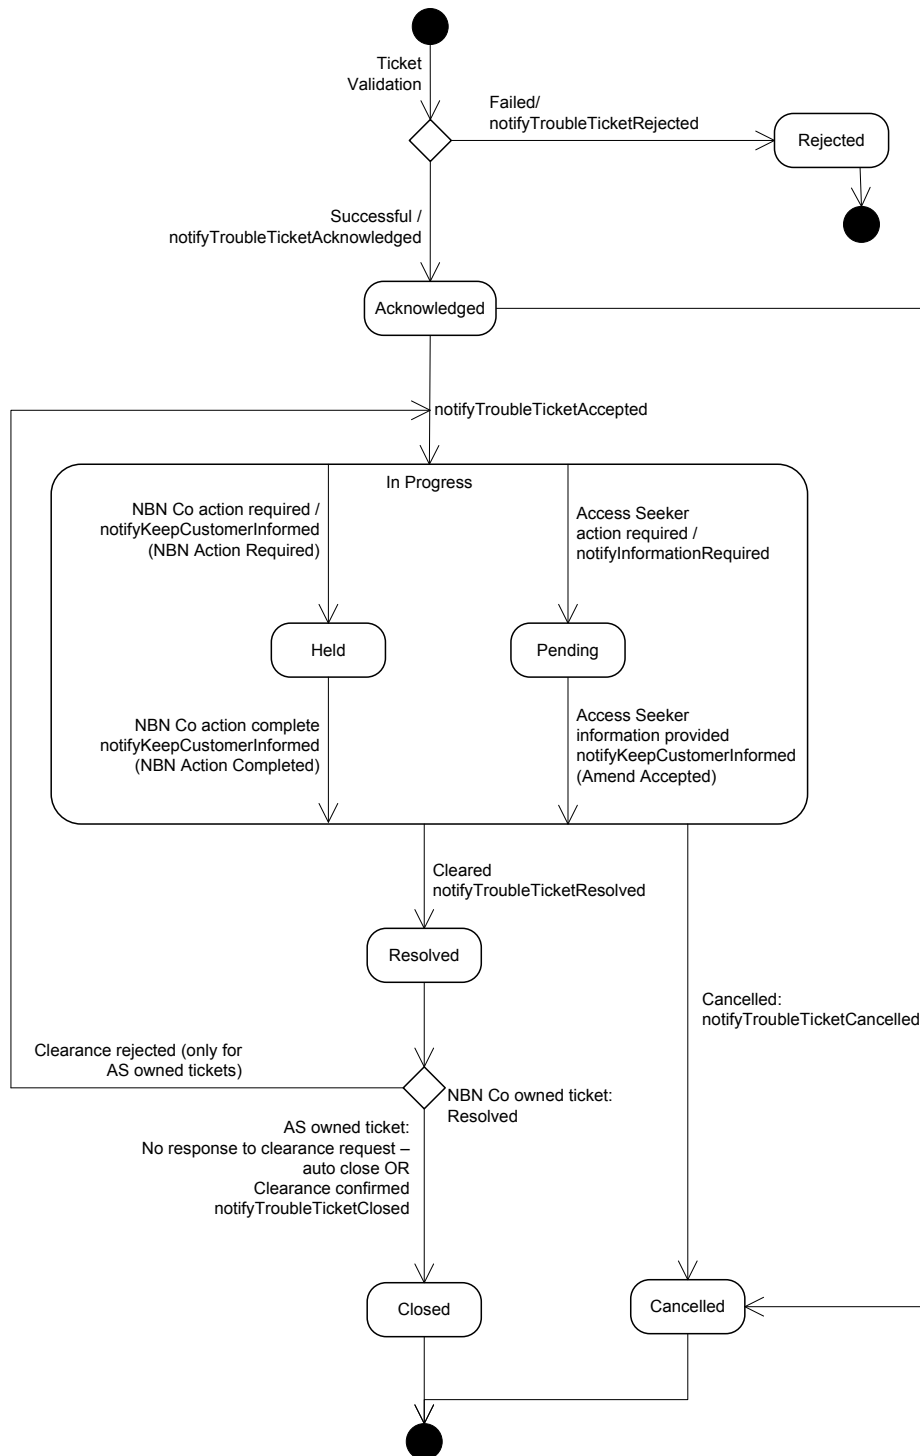 Ticket
Validation
Failed/
notifyTroubleTicketRejected
Rejected
Successful /
notifyTroubleTicketAcknowledged
Acknowledged
notifyTroubleTicketAccepted
In Progress
NBN Co action required /
notifyKeepCustomerInformed
(NBN Action Required)
Access Seeker
action required /
notifyInformationRequired
Held
Pending
NBN Co action complete
notifyKeepCustomerInformed
(NBN Action Completed)
Access Seeker
information provided
notifyKeepCustomerInformed
(Amend Accepted)
Cleared
notifyTroubleTicketResolved
Resolved
Cancelled:
notifyTroubleTicketCancelled
Clearance rejected (only for
AS owned tickets)
NBN Co owned ticket:
Resolved
AS owned ticket:
No response to clearance request –
auto close OR
Clearance confirmed
notifyTroubleTicketClosed
Closed
Cancelled